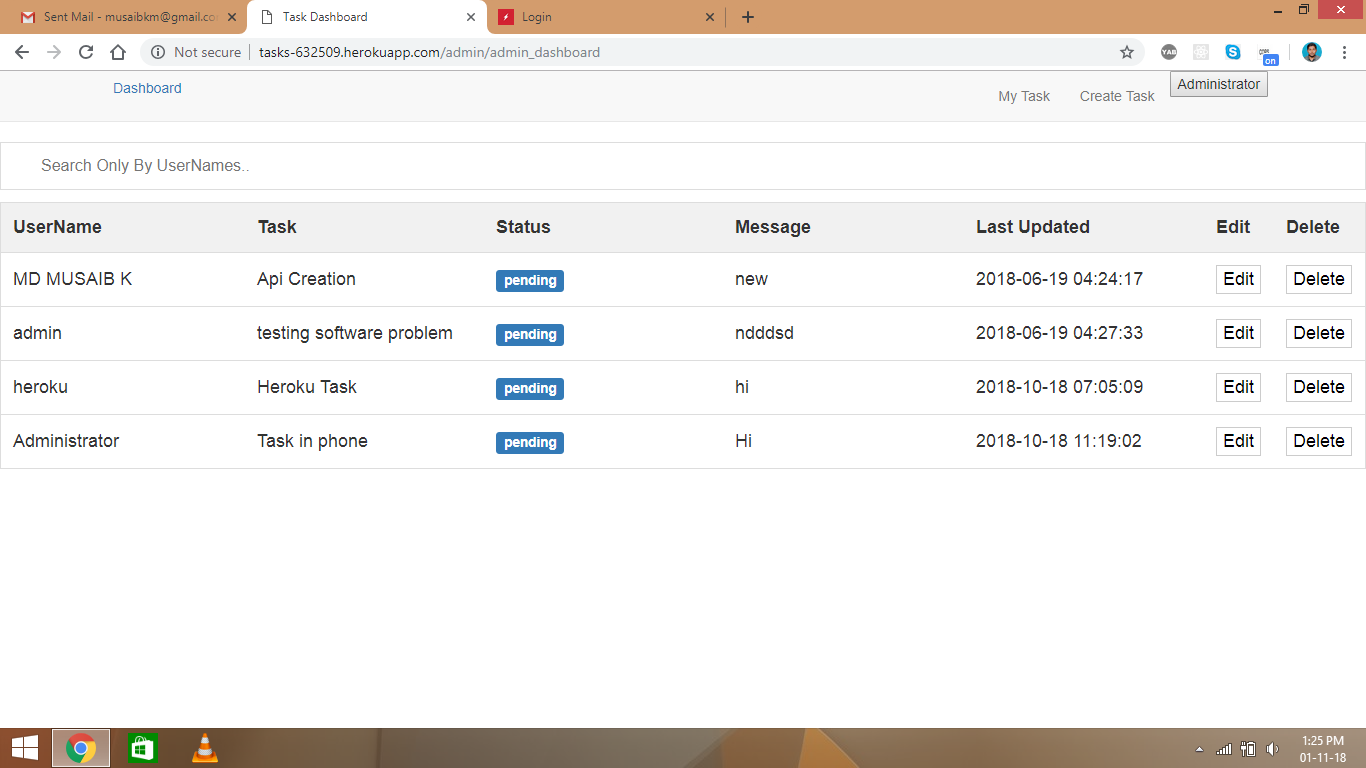 Sent Mail - musaibkm@gmail.co
Task Dashboard
Login
Not secure
tasks-632509.herokuapp.com/admin/admin_dashboard
YAB
on
Dashboard
My Task
Create Task
Administrator
Search Only By UserNames..
UserName Task Status Message Last Updated Edit Delete
MD MUSAIB K Api Creation pending new 2018-06-19 04:24:17 Edit Delete
admin testing software problem pending ndddsd 2018-06-19 04:27:33 Edit Delete
heroku Heroku Task pending hi 2018-10-18 07:05:09 Edit Delete
Administrator Task in phone pending Hi 2018-10-18 11:19:02 Edit Delete
1:25 PM
01-11-18